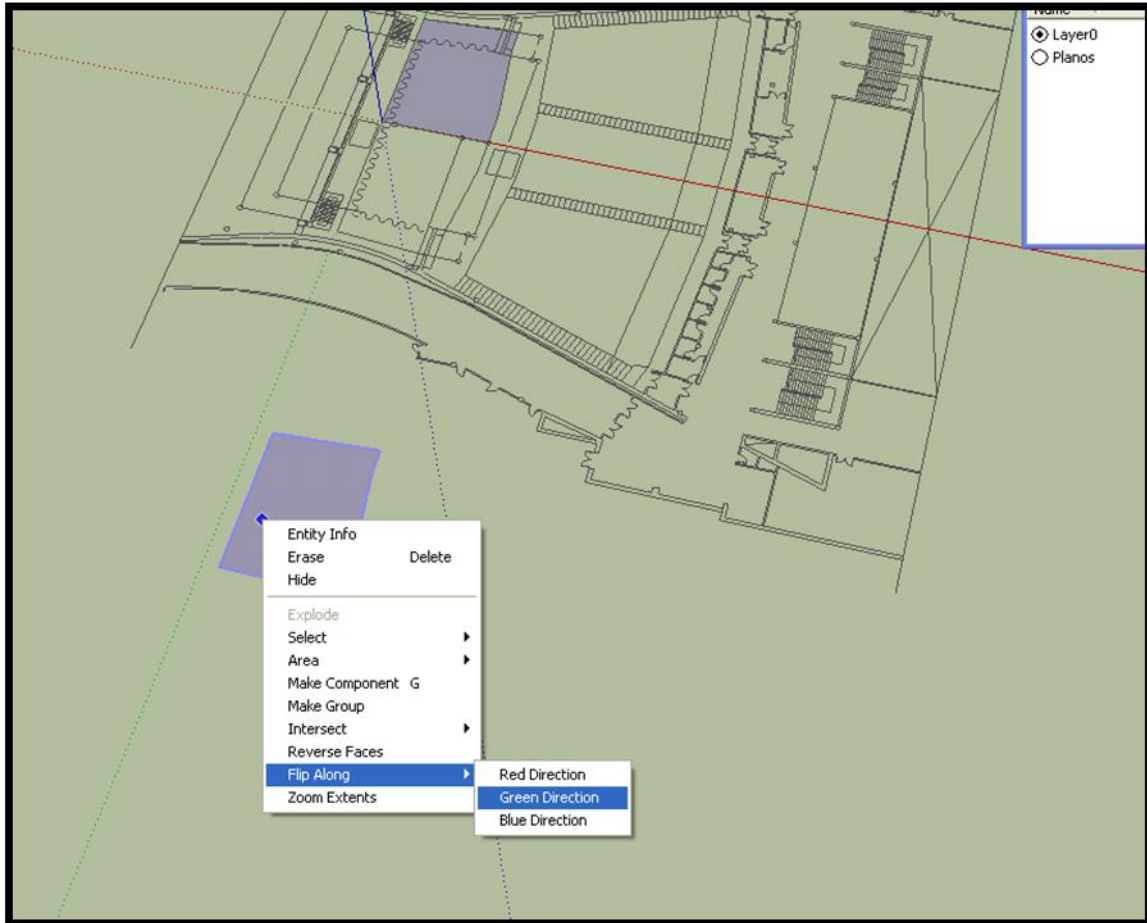 Name
Layer0
Planos
Entity Info
Erase Delete
Hide
Explode
Select
Area
Make Component G
Make Group
Intersect
Reverse Faces
Flip Along
Zoom Extents
Red Direction
Green Direction
Blue Direction